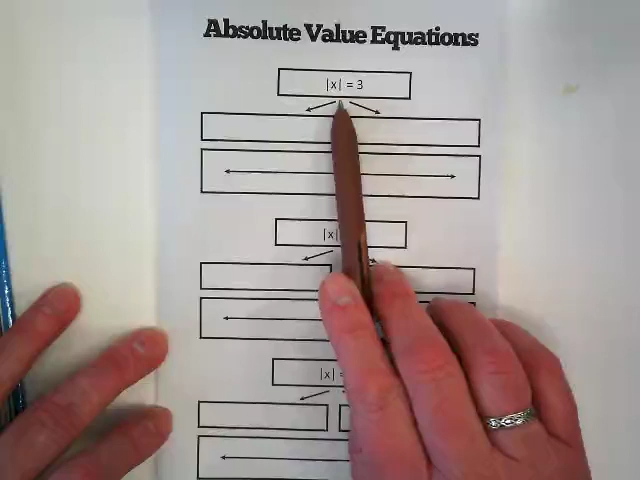 Absolute Value Equations
|x| = 3
|x|
|x| =